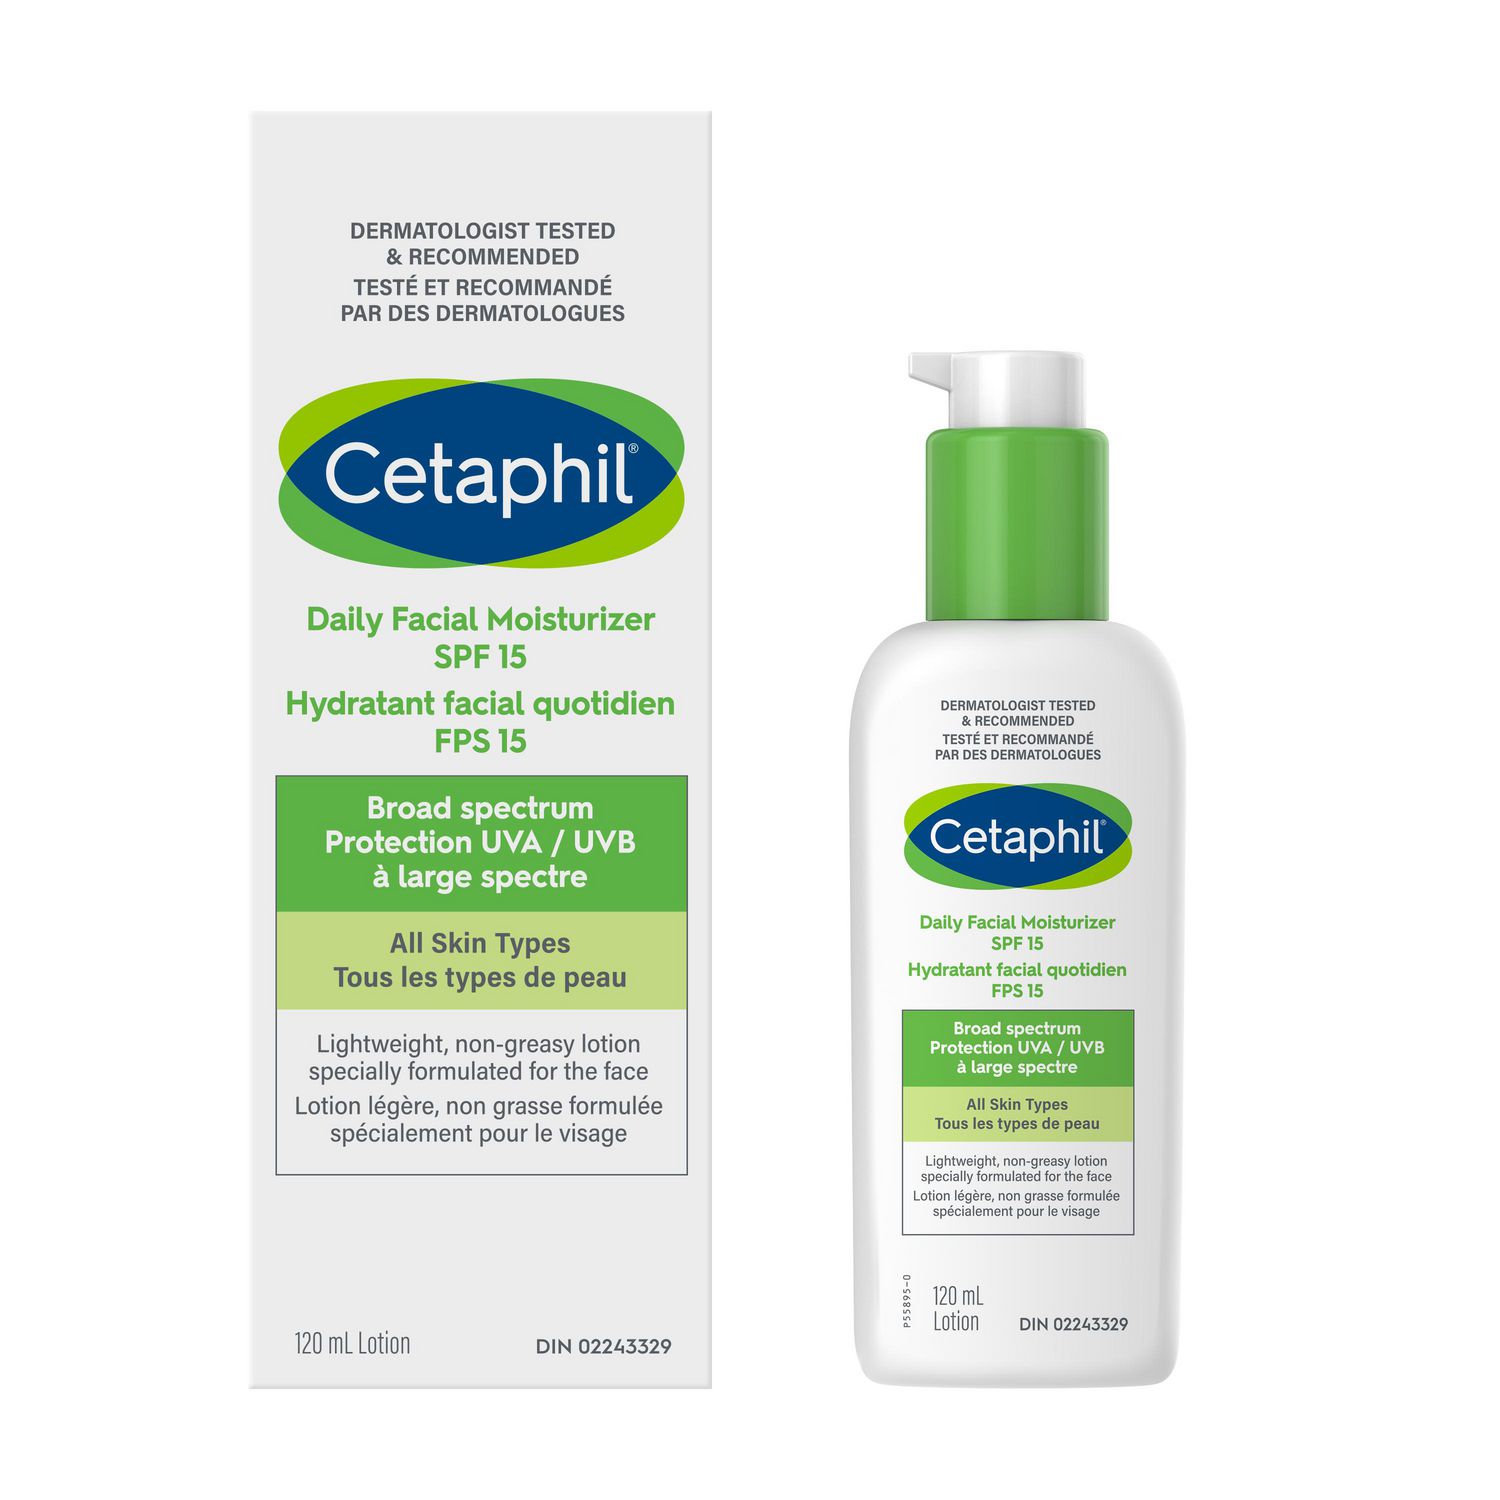 DERMATOLOGIST TESTED
& RECOMMENDED
TESTÉ ET RECOMMANDÉ
PAR DES DERMATOLOGUES
Cetaphil®
Daily Facial Moisturizer
SPF 15
Hydratant facial quotidien
FPS 15
Broad spectrum
Protection UVA / UVB
à large spectre
All Skin Types
Tous les types de peau
Lightweight, non-greasy lotion
specially formulated for the face
Lotion légère, non grasse formulée
spécialement pour le visage
120 mL Lotion
DIN 02243329
DERMATOLOGIST TESTED
& RECOMMENDED
TESTÉ ET RECOMMANDÉ
PAR DES DERMATOLOGUES
Cetaphil®
Daily Facial Moisturizer
SPF 15
Hydratant facial quotidien
FPS 15
Broad spectrum
Protection UVA / UVB
à large spectre
All Skin Types
Tous les types de peau
Lightweight, non-greasy lotion
specially formulated for the face
Lotion légère, non grasse formulée
spécialement pour le visage
P55895-0
120 mL
Lotion
DIN 02243329